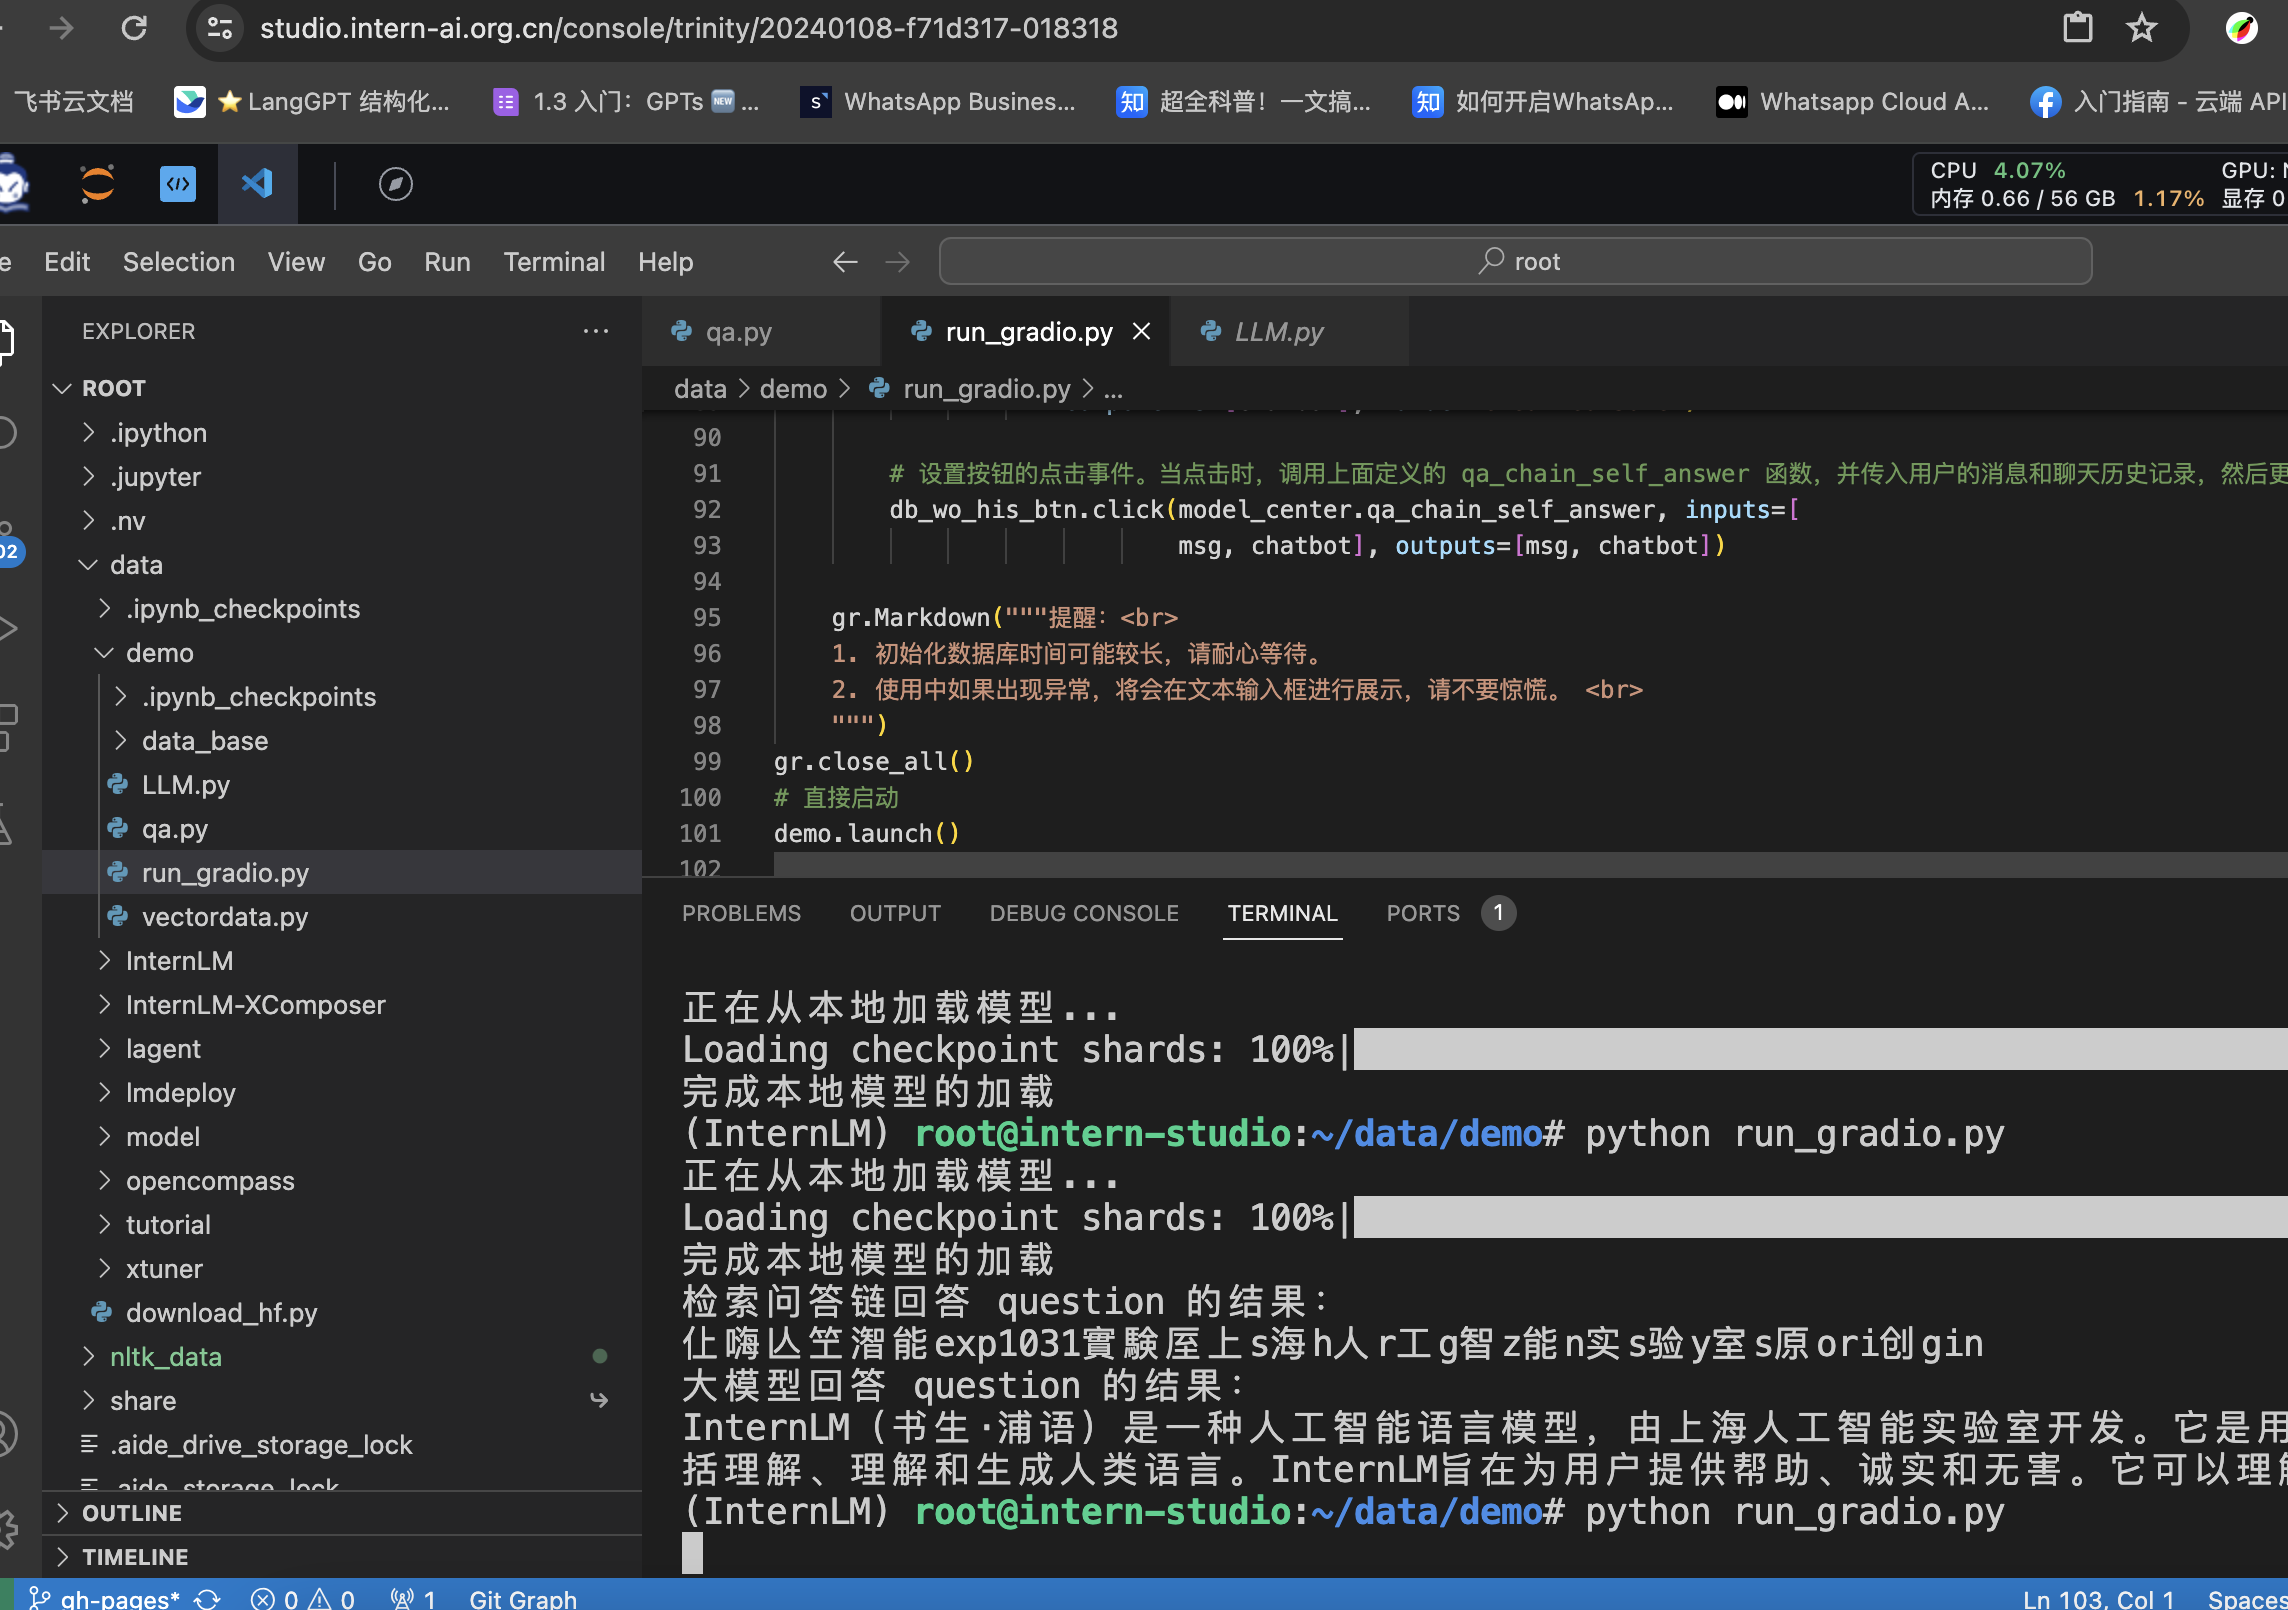 studio.intern-ai.org.cn/console/trinity/20240108-f71d317-018318
飞书云文档 ⭐ LangGPT 结构化... 1.3 入门：GPTs NEW ... WhatsApp Busines... 超全科普！一文搞... 如何开启WhatsAp... Whatsapp Cloud A... 入门指南 - 云端 API
CPU 4.07% GPU:
内存 0.66 / 56 GB 1.17% 显存 0
e Edit Selection View Go Run Terminal Help root
EXPLORER ...
qa.py run_gradio.py LLM.py
data > demo > run_gradio.py > ...
ROOT
.ipython
.jupyter
.nv
02
data
.ipynb_checkpoints
demo
.ipynb_checkpoints
data_base
LLM.py
qa.py
run_gradio.py
vectordata.py
InternLM
InternLM-XComposer
lagent
lmdeploy
model
opencompass
tutorial
xtuner
download_hf.py
nltk_data
share
.aide_drive_storage_lock
.aide_storage_lock
OUTLINE
TIMELINE
90
91 # 设置按钮的点击事件。当点击时，调用上面定义的 qa_chain_self_answer 函数，并传入用户的消息和聊天历史记录，然后更
92 db_wo_his_btn.click(model_center.qa_chain_self_answer, inputs=[
93 msg, chatbot], outputs=[msg, chatbot])
94
95 gr.Markdown("""提醒：<br>
96 1. 初始化数据库时间可能较长，请耐心等待。
97 2. 使用中如果出现异常，将会在文本输入框进行展示，请不要惊慌。 <br>
98 """)
99 gr.close_all()
100 # 直接启动
101 demo.launch()
102
PROBLEMS OUTPUT DEBUG CONSOLE TERMINAL PORTS 1
正在从本地加载模型...
Loading checkpoint shards: 100%|
完成本地模型的加载
(InternLM) root@intern-studio:~/data/demo# python run_gradio.py
正在从本地加载模型...
Loading checkpoint shards: 100%|
完成本地模型的加载
检索问答链回答 question 的结果：
智能exp1031實験屋上s海h人r工g智z能n实s验y室s原ori创gin
大模型回答 question 的结果：
InternLM（书生·浦语）是一种人工智能语言模型，由上海人工智能实验室开发。它是用
括理解、理解和生成人类语言。InternLM旨在为用户提供帮助、诚实和无害。它可以理解
(InternLM) root@intern-studio:~/data/demo# python run_gradio.py
gh-pages* 0 0 1 Git Graph Ln 103, Col 1 Spaces